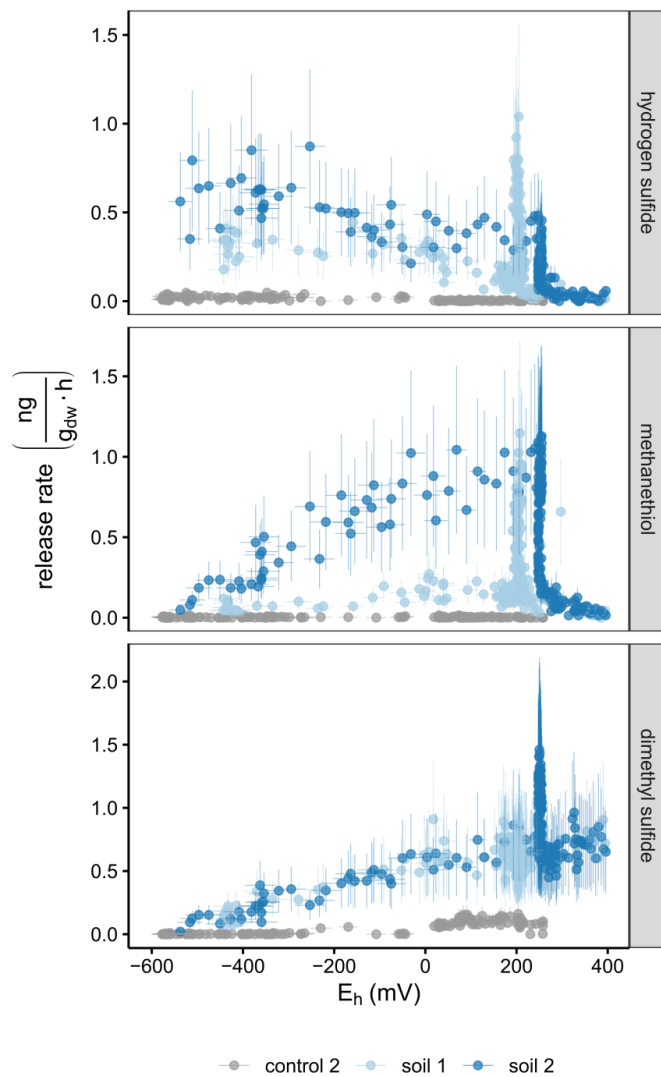 1.5
1.0
0.5
0.0
hydrogen sulfide
release rate ( ng / g_dw · h )
1.5
1.0
0.5
0.0
methanethiol
2.0
1.5
1.0
0.5
0.0
dimethyl sulfide
−600 −400 −200 0 200 400
E_h (mV)
control 2 soil 1 soil 2